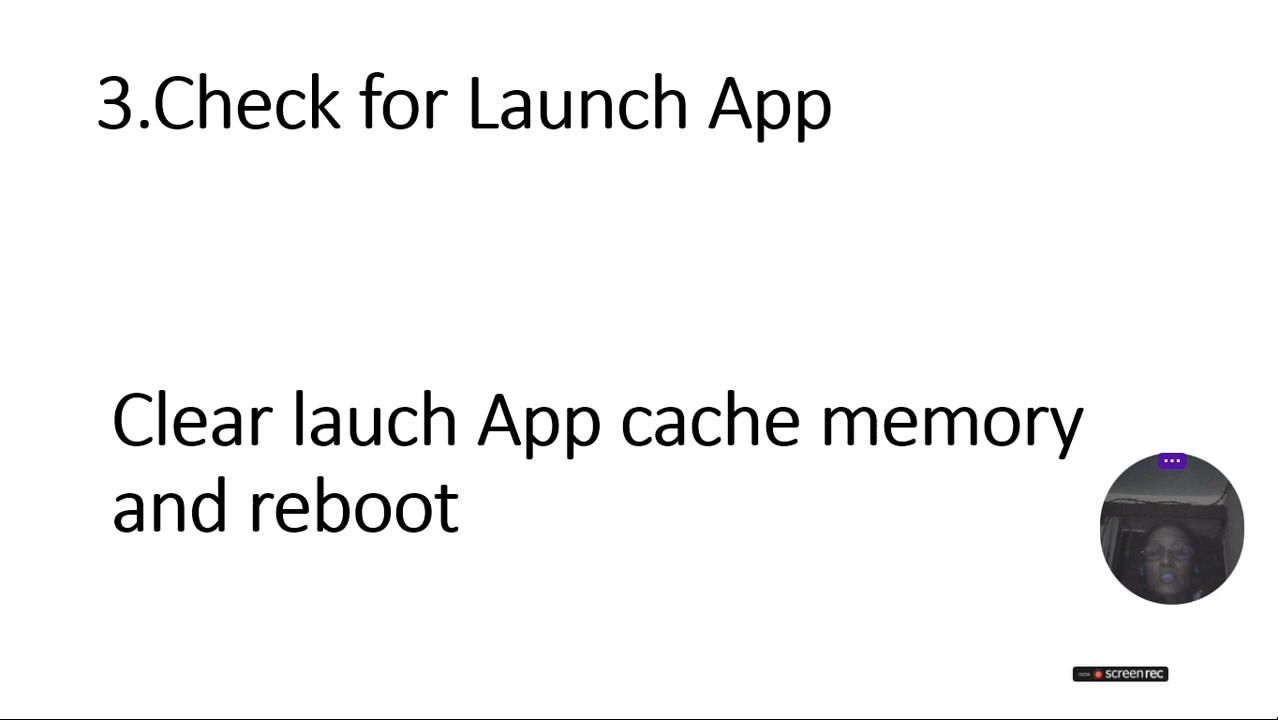 3.Check for Launch App
Clear lauch App cache memory
and reboot
screenrec